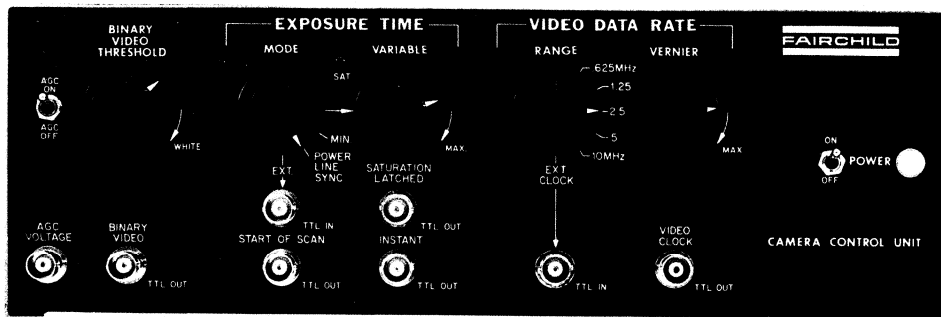 BINARY
VIDEO
THRESHOLD
AGC
ON
AGC
OFF
WHITE
EXPOSURE TIME
MODE
VARIABLE
SAT
MIN
POWER
LINE
SYNC
EXT
MAX.
SATURATION
LATCHED
TTL IN
TTL OUT
VIDEO DATA RATE
RANGE
VERNIER
625MHz
1.25
2.5
5
10MHz
MAX
EXT
CLOCK
FAIRCHILD
ON
OFF
POWER
AGC
VOLTAGE
BINARY
VIDEO
TTL OUT
START OF SCAN
TTL OUT
INSTANT
TTL OUT
TTL IN
VIDEO
CLOCK
TTL OUT
CAMERA CONTROL UNIT